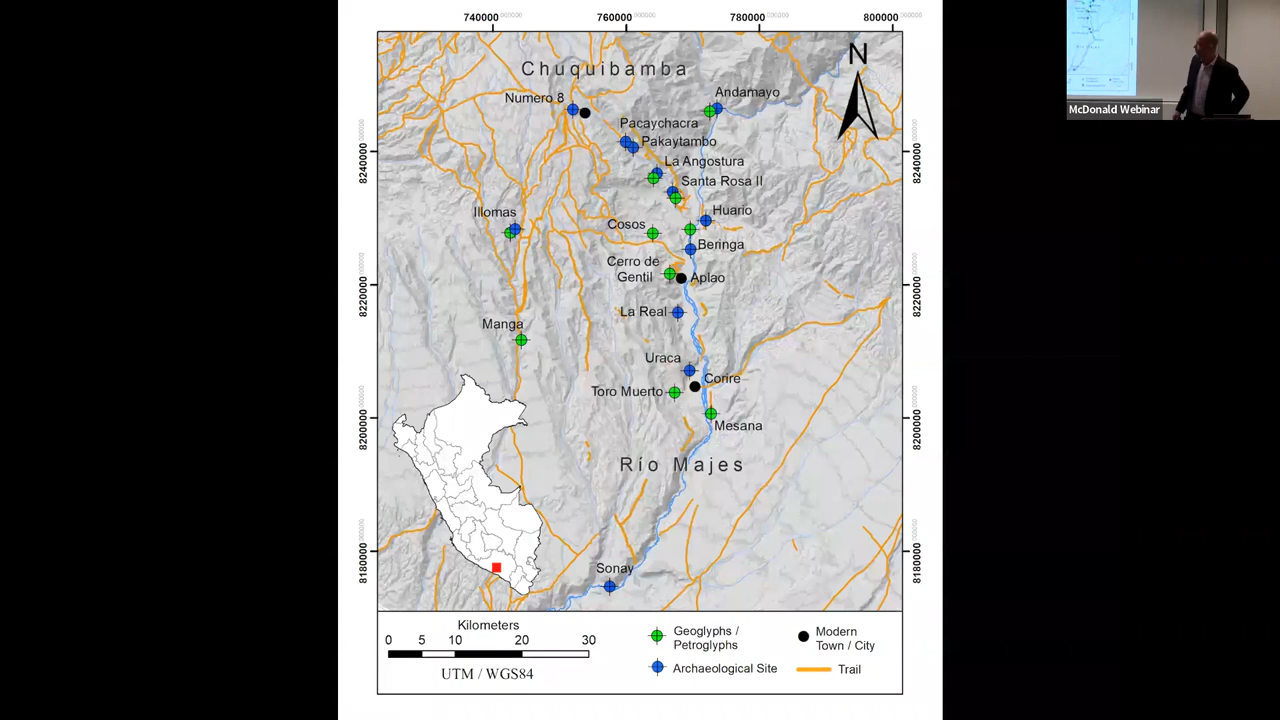 740000 760000 780000 800000
Chuquibamba
N
Numero 8
Andamayo
Pacaychacra
Pakaytambo
La Angostura
Santa Rosa II
Illomas
Huario
Cosos
Beringa
Cerro de
Gentil
Aplao
La Real
Manga
Uraca
Corire
Toro Muerto
Mesana
Río Majes
Sonay
8240000
8220000
8200000
8180000
8240000
8220000
8200000
8180000
Kilometers
0 5 10 20 30
UTM / WGS84
Geoglyphs /
Petroglyphs
Archaeological Site
Modern
Town / City
Trail
McDonald Webinar